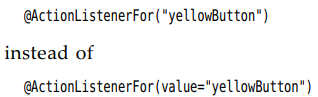 @ActionListenerFor("yellowButton")
instead of
@ActionListenerFor(value="yellowButton")